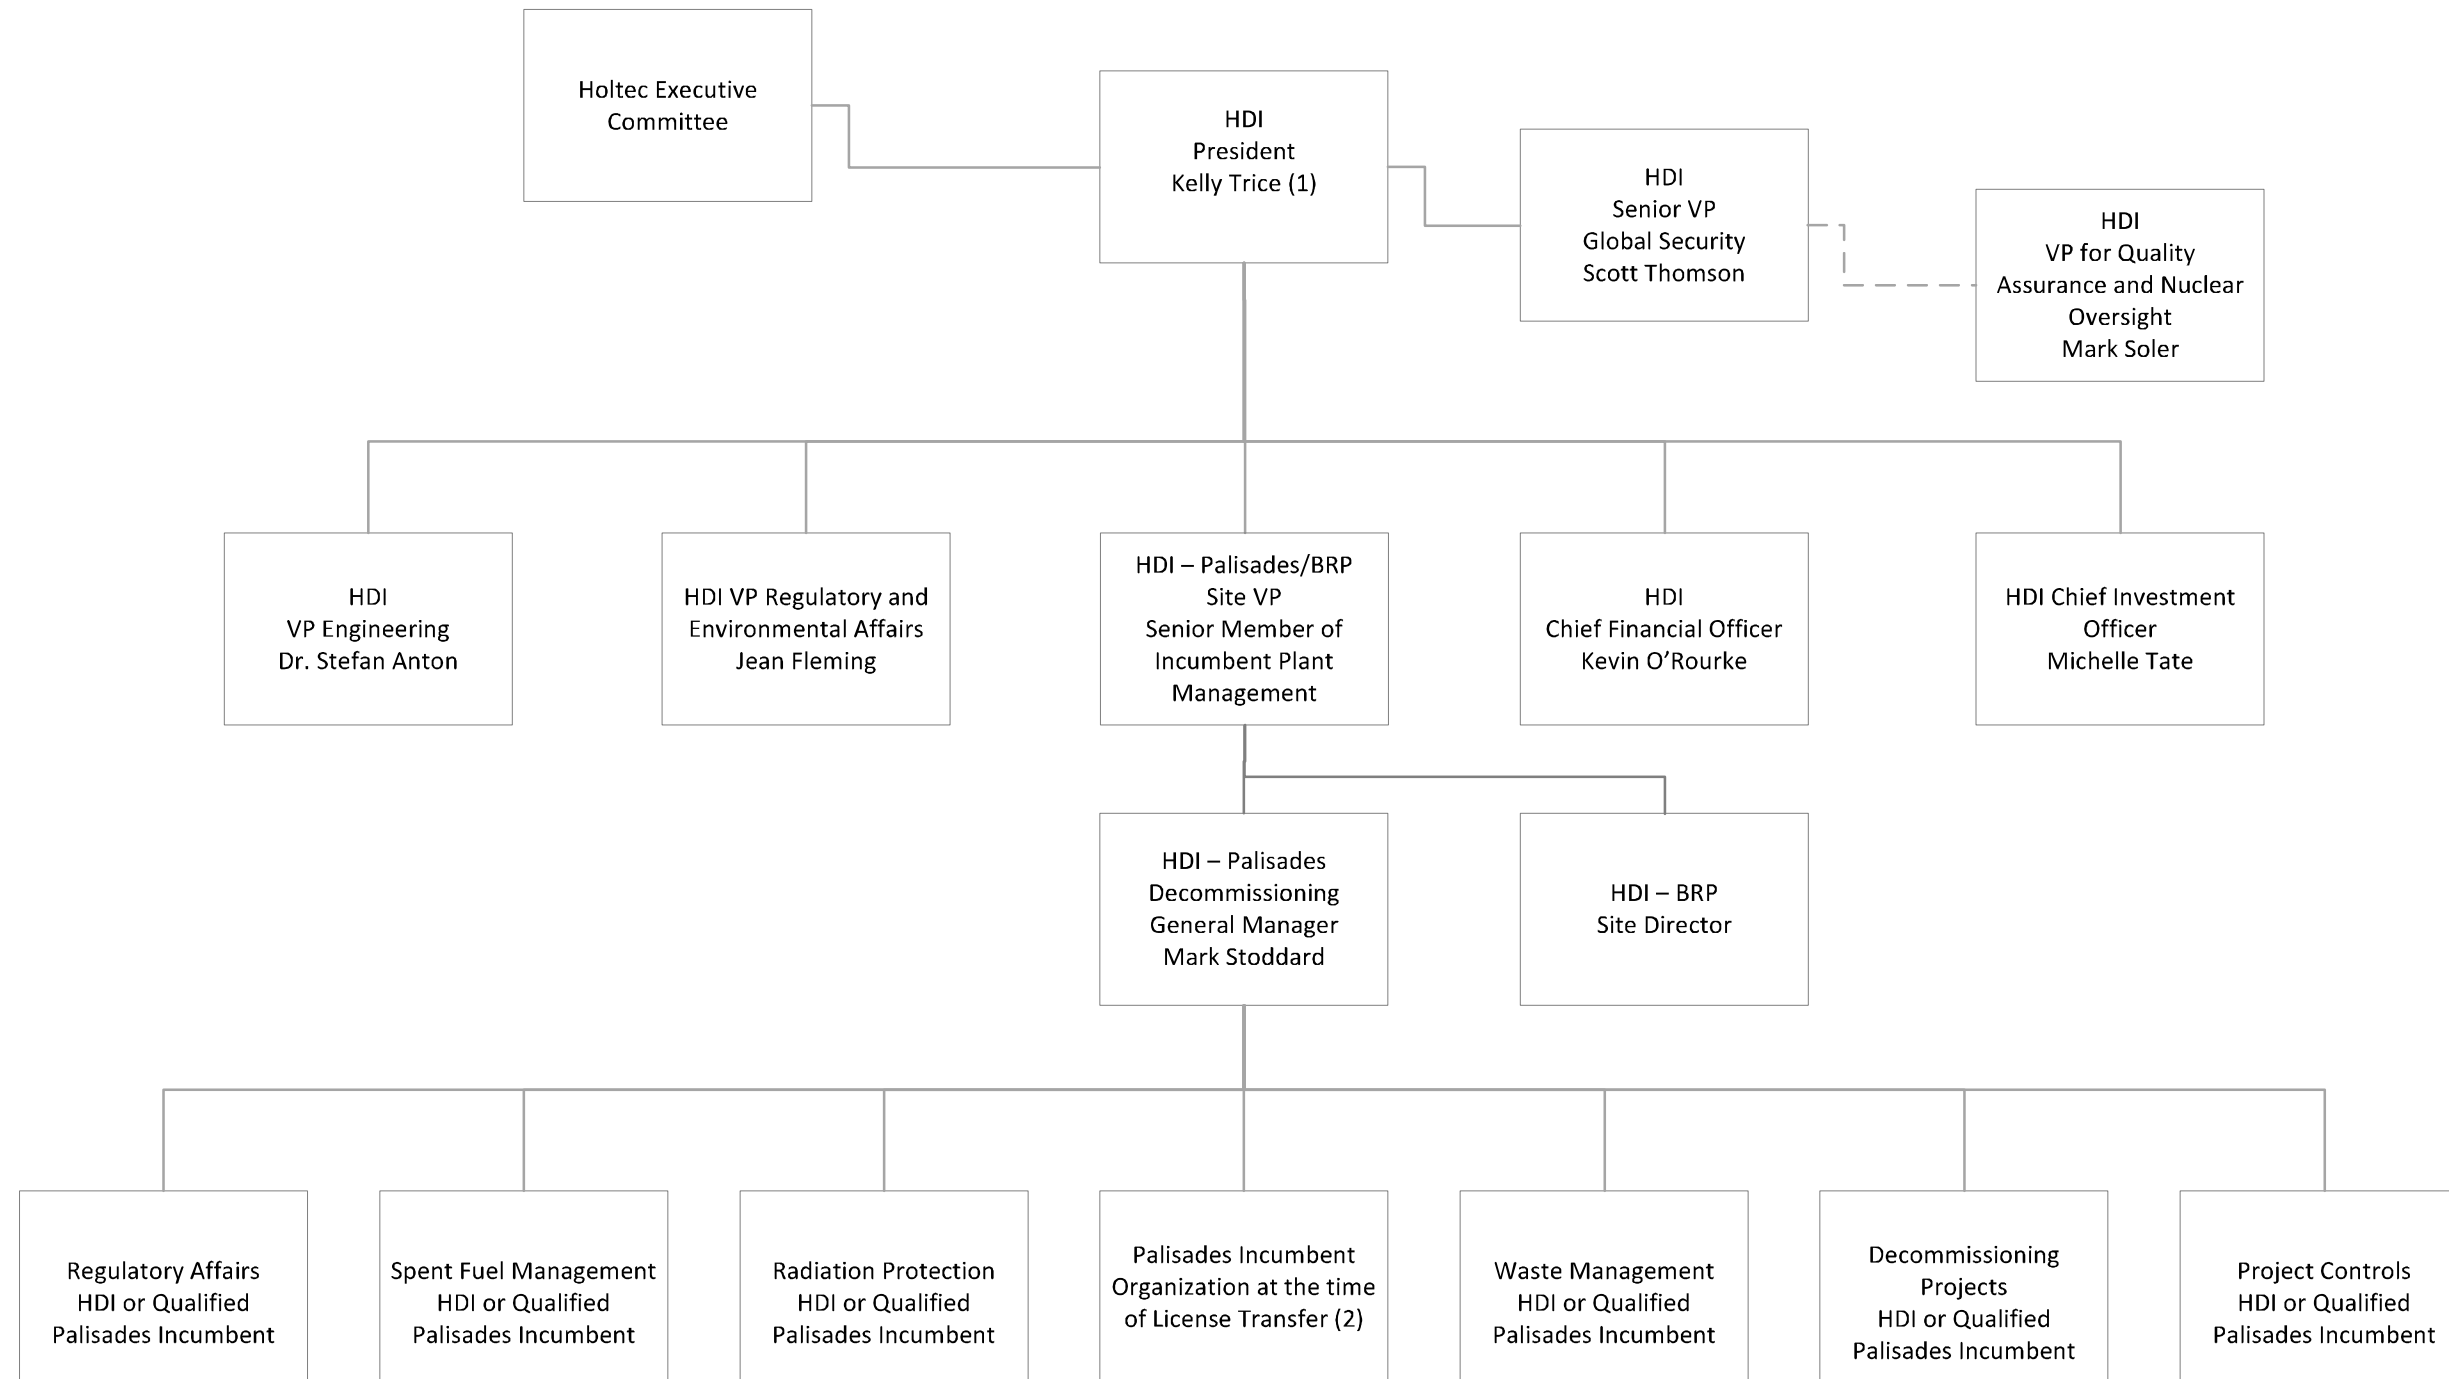 Holtec Executive
Committee
HDI
President
Kelly Trice (1)
HDI
Senior VP
Global Security
Scott Thomson
HDI
VP for Quality
Assurance and Nuclear
Oversight
Mark Soler
HDI
VP Engineering
Dr. Stefan Anton
HDI VP Regulatory and
Environmental Affairs
Jean Fleming
HDI – Palisades/BRP
Site VP
Senior Member of
Incumbent Plant
Management
HDI
Chief Financial Officer
Kevin O’Rourke
HDI Chief Investment
Officer
Michelle Tate
HDI – Palisades
Decommissioning
General Manager
Mark Stoddard
HDI – BRP
Site Director
Regulatory Affairs
HDI or Qualified
Palisades Incumbent
Spent Fuel Management
HDI or Qualified
Palisades Incumbent
Radiation Protection
HDI or Qualified
Palisades Incumbent
Palisades Incumbent
Organization at the time
of License Transfer (2)
Waste Management
HDI or Qualified
Palisades Incumbent
Decommissioning
Projects
HDI or Qualified
Palisades Incumbent
Project Controls
HDI or Qualified
Palisades Incumbent